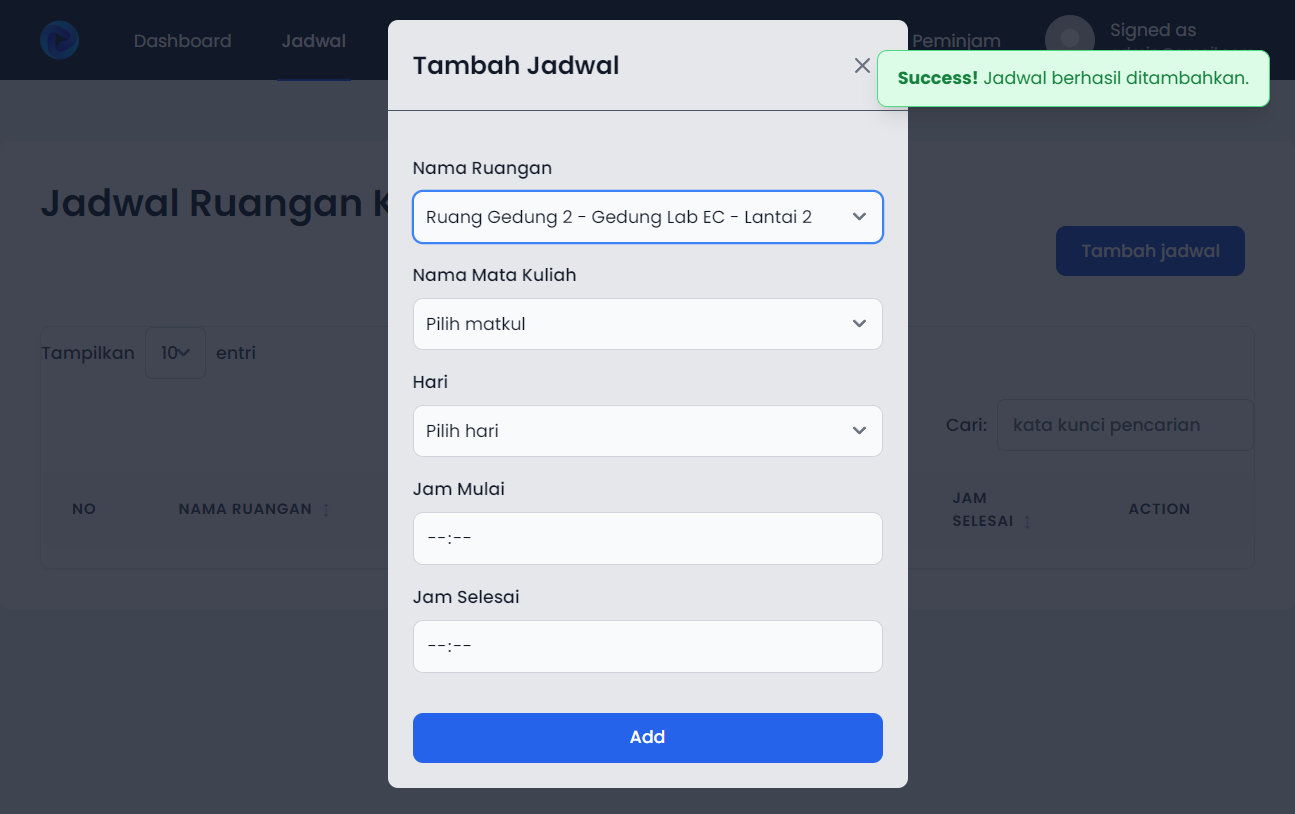 Dashboard
Jadwal
Peminjam
Signed as
Tambah Jadwal
Success! Jadwal berhasil ditambahkan.
Jadwal Ruangan
Tambah jadwal
Tampilkan 10 entri
Cari: kata kunci pencarian
NO
NAMA RUANGAN
JAM
SELESAI
ACTION
Nama Ruangan
Ruang Gedung 2 - Gedung Lab EC - Lantai 2
Nama Mata Kuliah
Pilih matkul
Hari
Pilih hari
Jam Mulai
--:--
Jam Selesai
--:--
Add